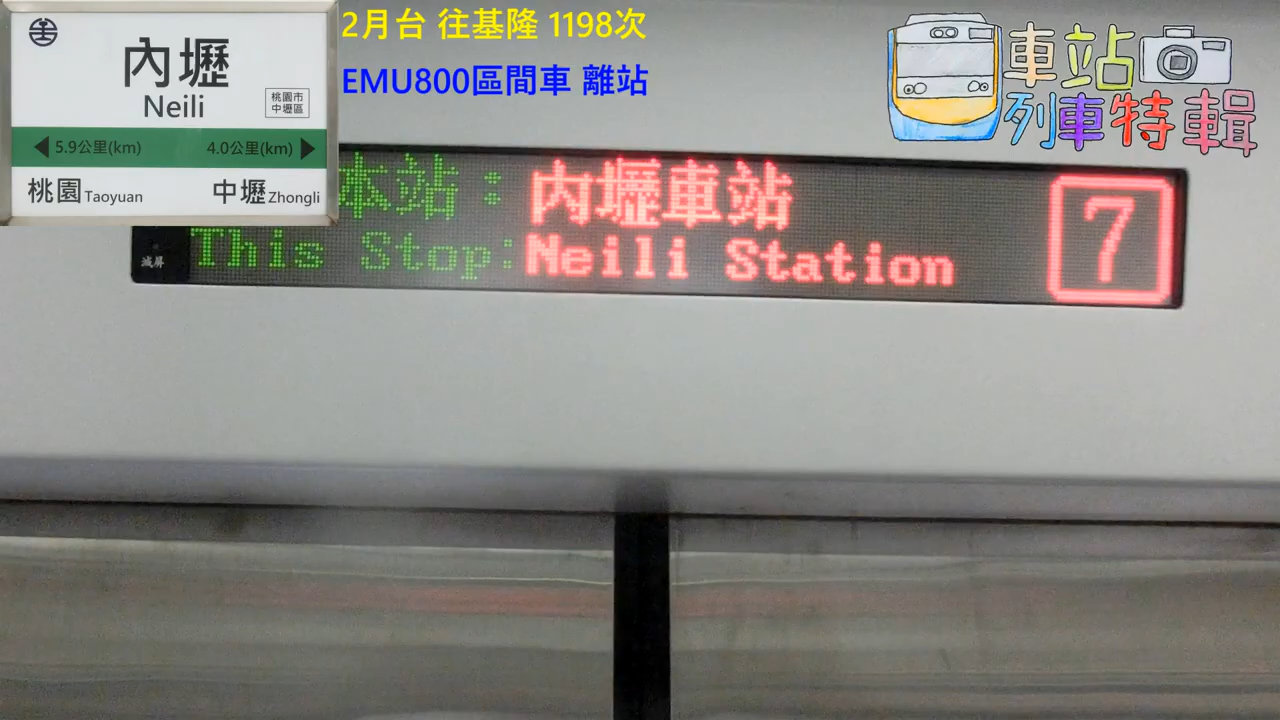 內壢
Neili
桃園市
中壢區
5.9公里(km)
4.0公里(km)
桃園Taoyuan
中壢Zhongli
2月台 往基隆 1198次
EMU800區間車 離站
車站
列車特輯
本站：內壢車站
This Stop:Neili Station
7
減屏